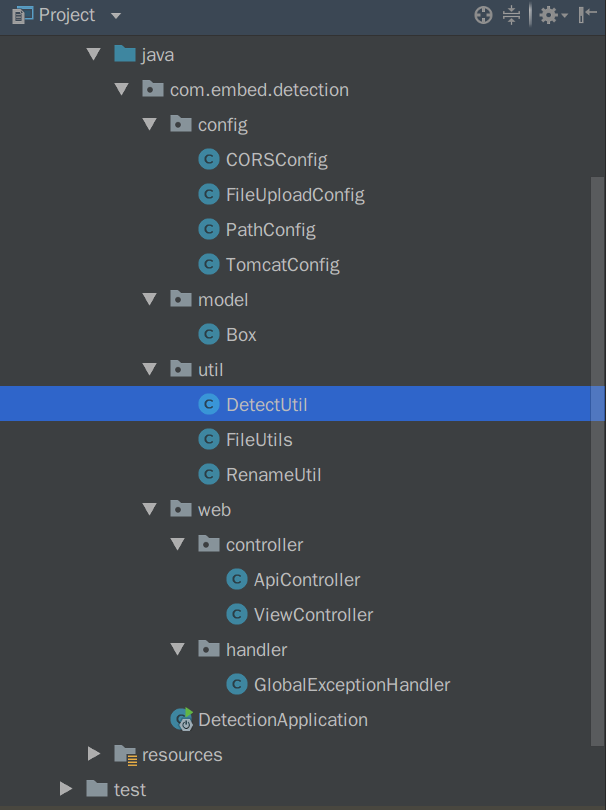 Project
java
com.embed.detection
config
CORSConfig
FileUploadConfig
PathConfig
TomcatConfig
model
Box
util
DetectUtil
FileUtils
RenameUtil
web
controller
ApiController
ViewController
handler
GlobalExceptionHandler
DetectionApplication
resources
test